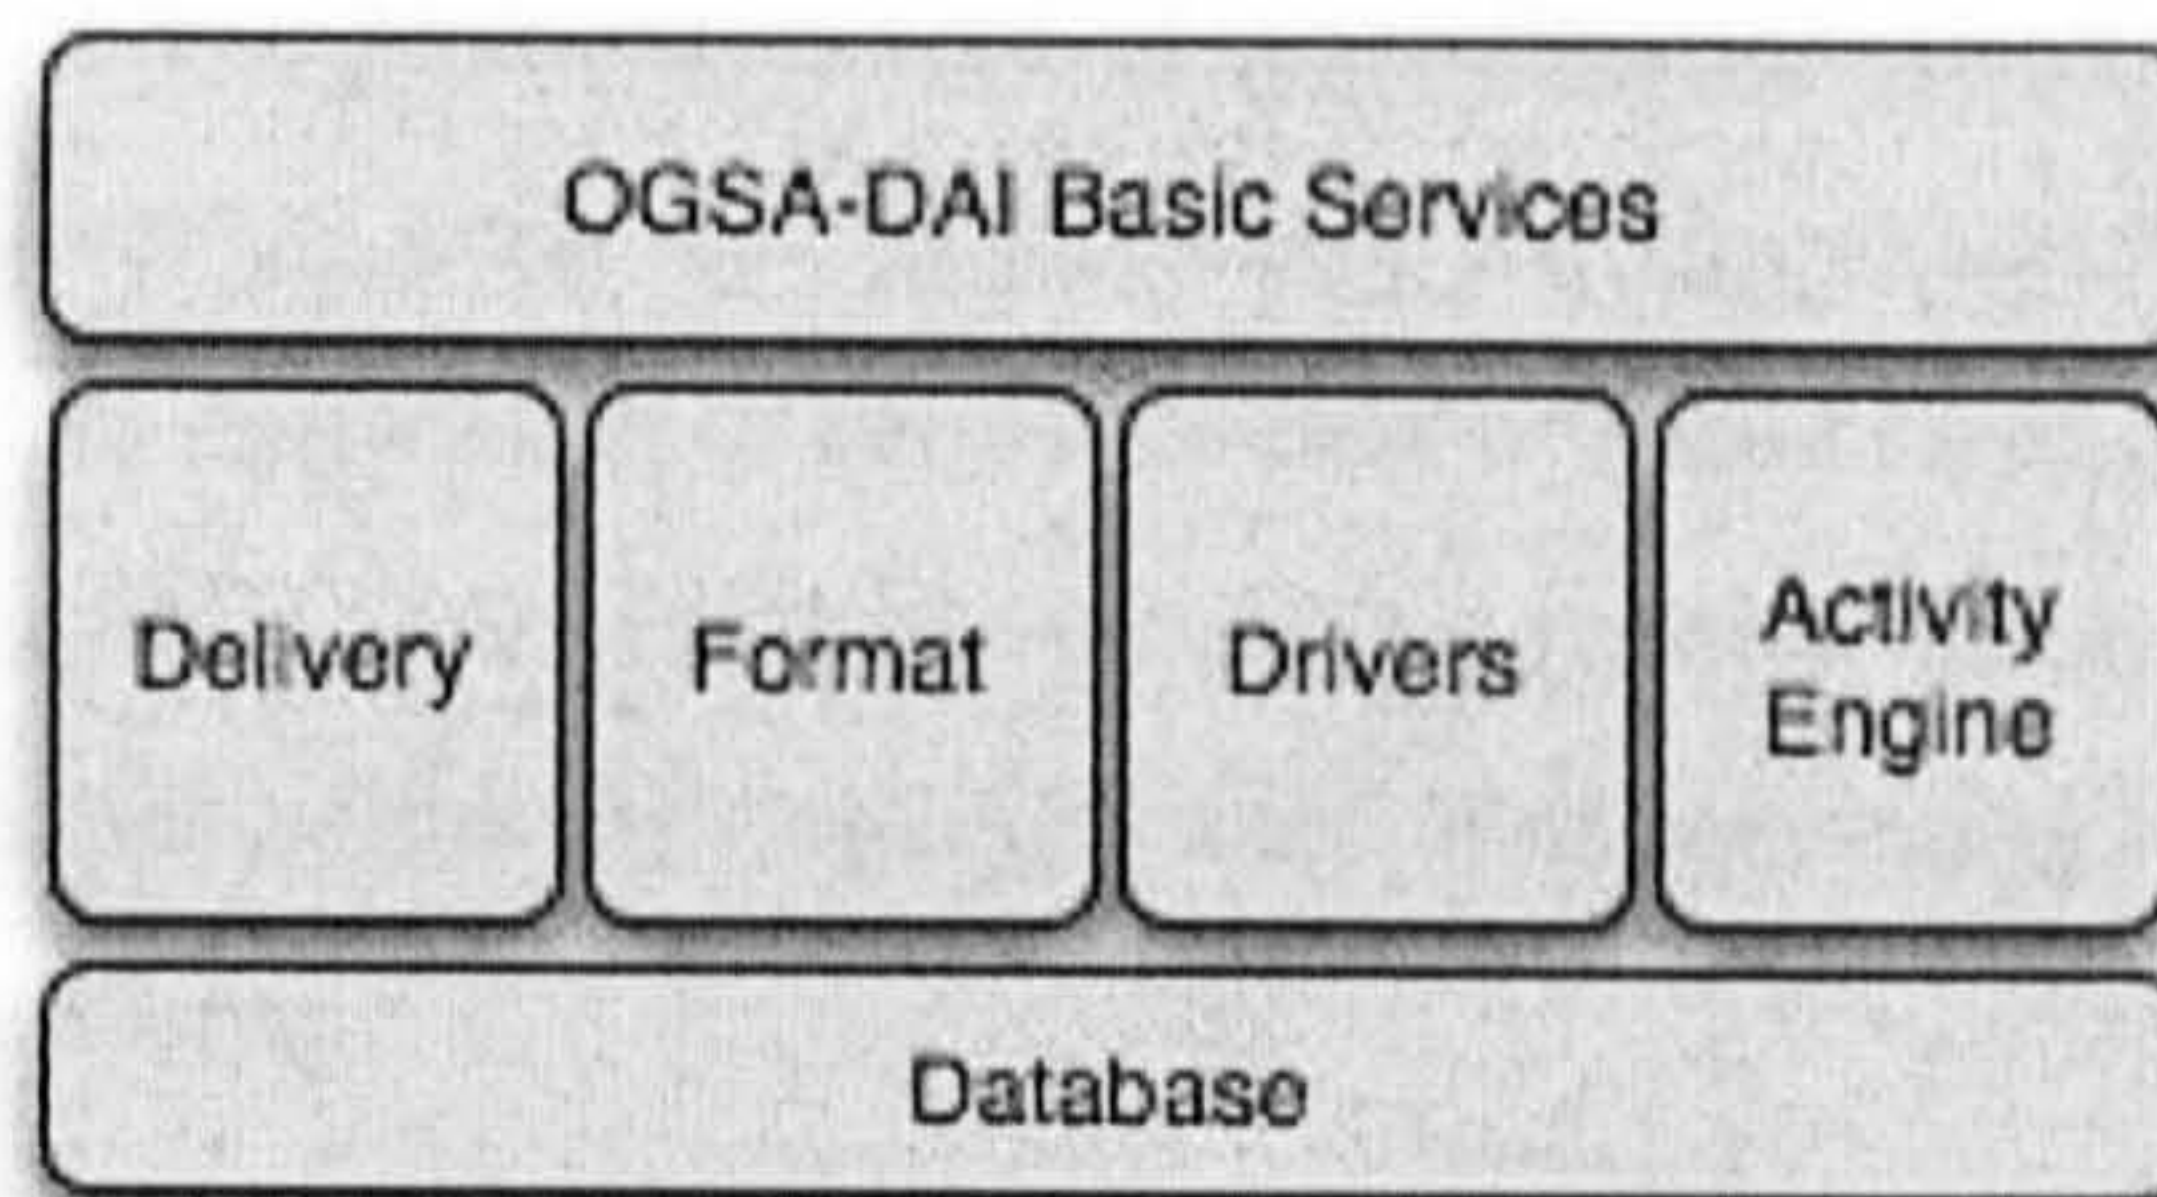 OGSA-DAI Basic Services
Delivery
Format
Drivers
Activity
Engine
Database